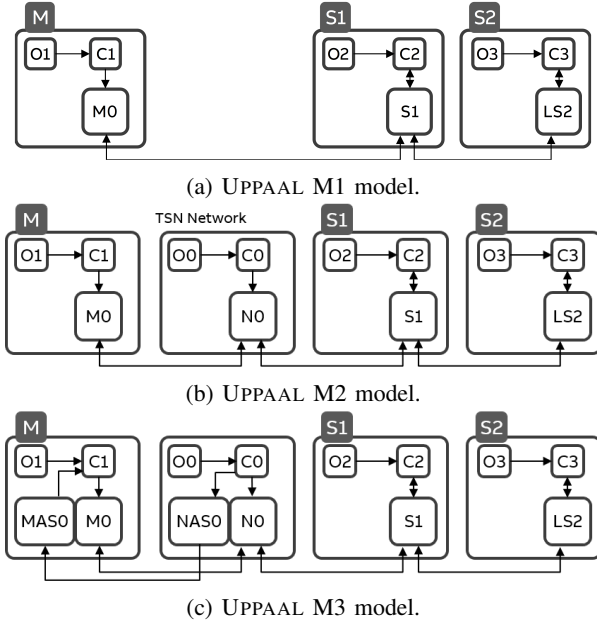 M S1 S2
O1 C1 O2 C2 O3 C3
M0 S1 LS2
(a) UPPAAL M1 model.
M TSN Network S1 S2
O1 C1 O0 C0 O2 C2 O3 C3
M0 N0 S1 LS2
(b) UPPAAL M2 model.
M S1 S2
O1 C1 O0 C0 O2 C2 O3 C3
MAS0 M0 NAS0 N0 S1 LS2
(c) UPPAAL M3 model.